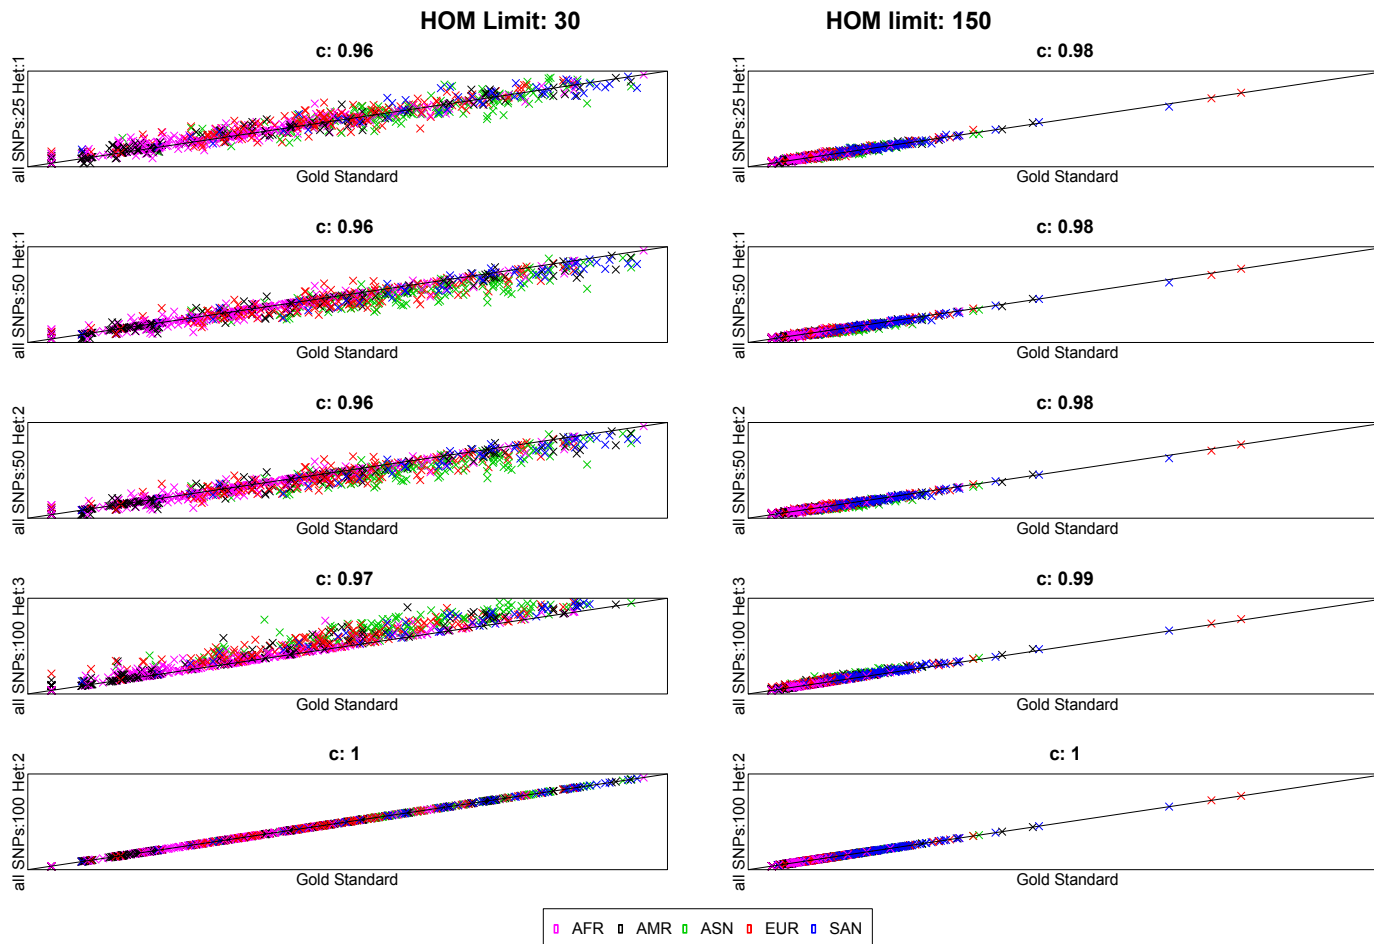 HOM Limit: 30
HOM limit: 150
c: 0.96
all SNPs:25 Het:1
Gold Standard
c: 0.98
all SNPs:25 Het:1
Gold Standard
c: 0.96
all SNPs:50 Het:1
Gold Standard
c: 0.98
all SNPs:50 Het:1
Gold Standard
c: 0.96
all SNPs:50 Het:2
Gold Standard
c: 0.98
all SNPs:50 Het:2
Gold Standard
c: 0.97
all SNPs:100 Het:3
Gold Standard
c: 0.99
all SNPs:100 Het:3
Gold Standard
c: 1
all SNPs:100 Het:2
Gold Standard
c: 1
all SNPs:100 Het:2
Gold Standard
AFR AMR ASN EUR SAN